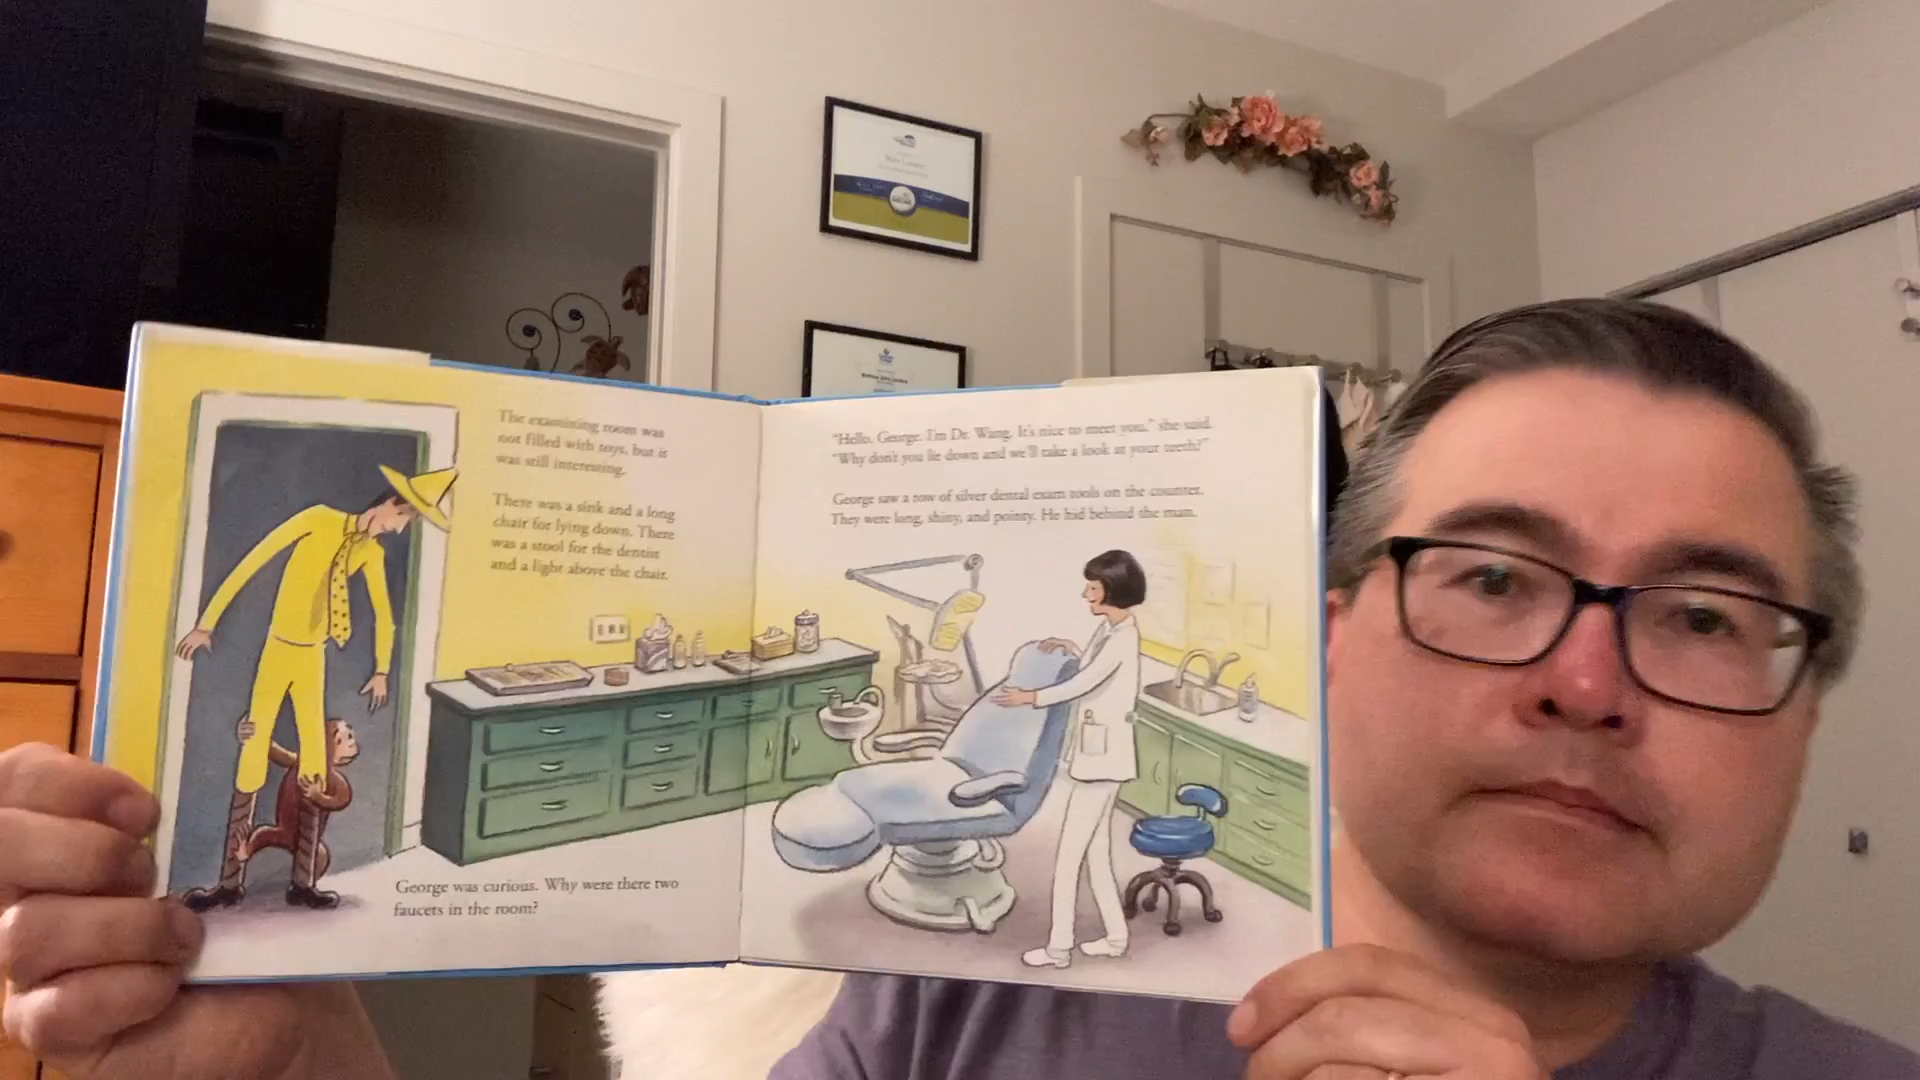 The examining room was
not filled with toys, but it
was still interesting.
There was a sink and a long
chair for lying down. There
was a stool for the dentist
and a light above the chair.
George was curious. Why were there two
faucets in the room?
"Hello, George. I'm Dr. Wang. It's nice to meet you," she said.
"Why don't you lie down and we'll take a look at your teeth?"
George saw a row of silver dental exam tools on the counter.
They were long, shiny, and pointy. He hid behind the man.